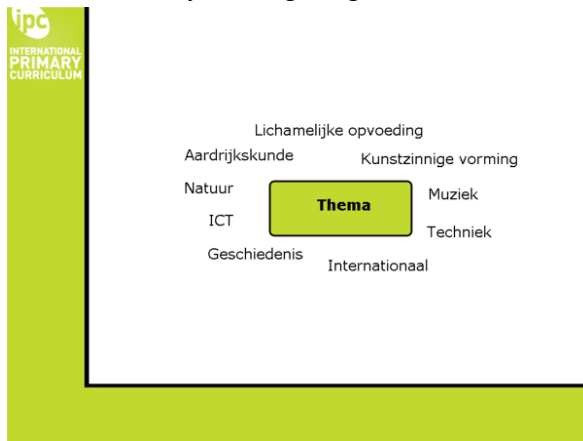 ipc
INTERNATIONAL
PRIMARY
CURRICULUM
Lichamelijke opvoeding
Aardrijkskunde
Kunstzinnige vorming
Natuur
Thema
Muziek
ICT
Techniek
Geschiedenis
Internationaal